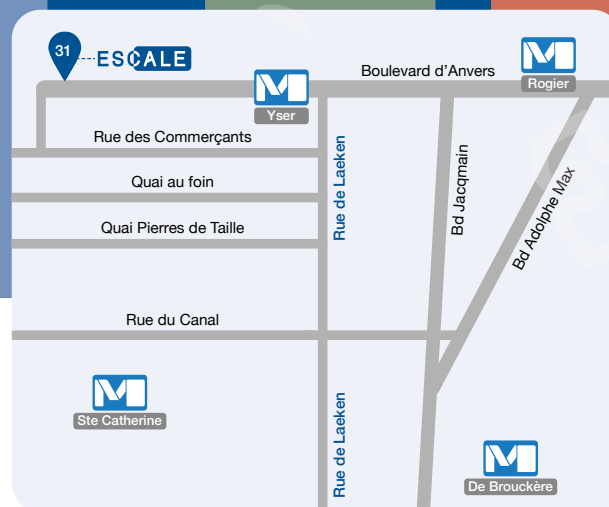 31
ESCALE
Boulevard d’Anvers
Rogier
Yser
Rue des Commerçants
Quai au foin
Quai Pierres de Taille
Rue de Laeken
Bd Jacqmain
Bd Adolphe Max
Rue du Canal
Ste Catherine
Rue de Laeken
De Brouckère